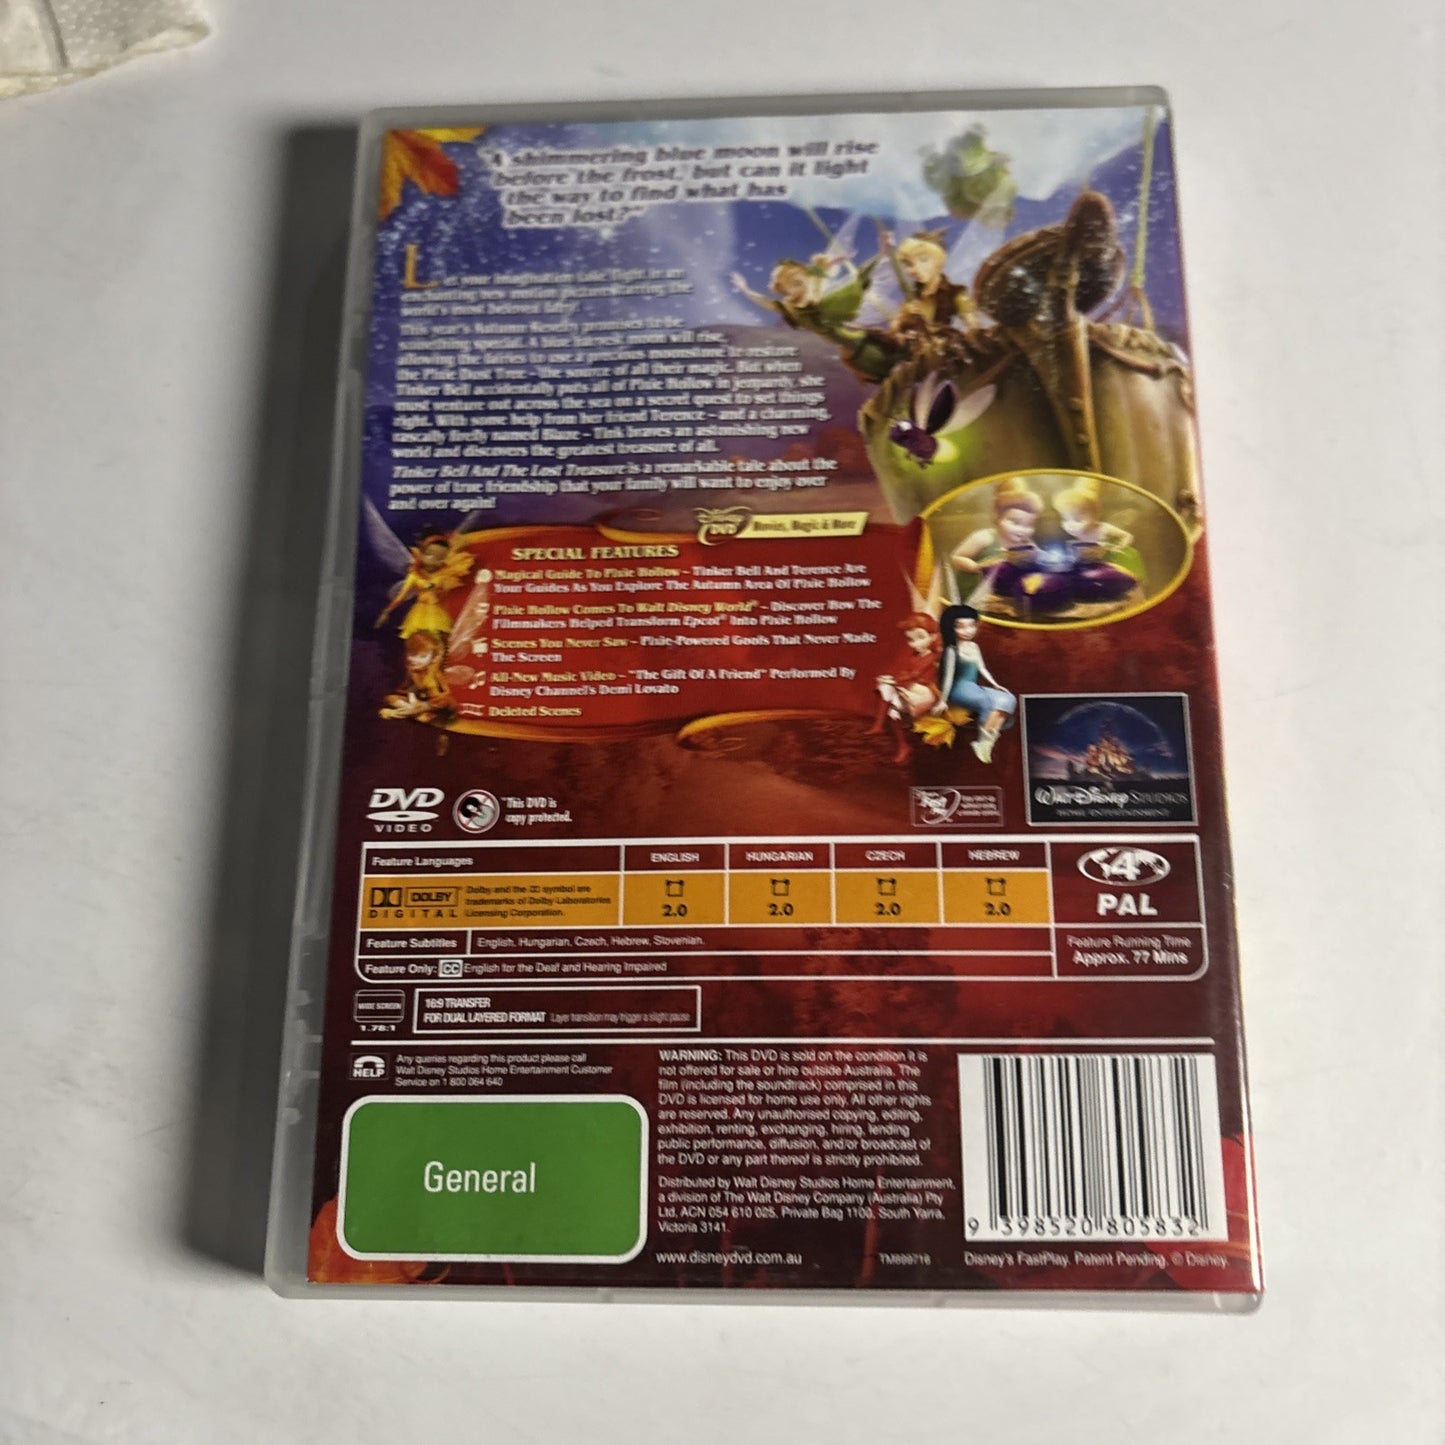 "A shimmering blue moon will rise
before the frost, but can it light
the way to find what has
been lost?"
Let your imagination take flight in an
enchanting new motion picture starring the
world's most beloved fairy!
This year's Autumn Revelry promises to be
something special. A blue harvest moon will rise,
allowing the fairies to use a precious moonstone to restore
the Pixie Dust Tree – the source of all their magic. But when
Tinker Bell accidentally puts all of Pixie Hollow in jeopardy, she
must venture out across the sea on a secret quest to set things
right. With some help from her friend Terence – and a charming,
rascally firefly named Blaze – Tink braves an astonishing new
world and discovers the greatest treasure of all.
Tinker Bell And The Lost Treasure is a remarkable tale about the
power of true friendship that your family will want to enjoy over
and over again!
Disney DVD Movies, Magic & More
SPECIAL FEATURES
Magical Guide To Pixie Hollow – Tinker Bell And Terence Are
Your Guides As You Explore The Autumn Area Of Pixie Hollow
Pixie Hollow Comes To Walt Disney World® – Discover How The
Filmmakers Helped Transform Epcot® Into Pixie Hollow
Scenes You Never Saw – Pixie-Powered Goofs That Never Made
The Screen
All-New Music Video – "The Gift Of A Friend" Performed By
Disney Channel's Demi Lovato
Deleted Scenes
DVD
VIDEO
"This DVD is
copy protected.
WALT DISNEY STUDIOS
HOME ENTERTAINMENT
Feature Languages ENGLISH HUNGARIAN CZECH HEBREW
DOLBY
DIGITAL
Dolby and the DD symbol are
trademarks of Dolby Laboratories
Licensing Corporation.
2.0 2.0 2.0 2.0
4
PAL
Feature Subtitles English, Hungarian, Czech, Hebrew, Slovenian.
Feature Only: CC English for the Deaf and Hearing Impaired
Feature Running Time
Approx. 77 Mins
WIDE SCREEN
1.78:1
16:9 TRANSFER
FOR DUAL LAYERED FORMAT Layer transition may trigger a slight pause
HELP
Any queries regarding this product please call
Walt Disney Studios Home Entertainment Customer
Service on 1 800 064 640
General
WARNING: This DVD is sold on the condition it is
not offered for sale or hire outside Australia. The
film (including the soundtrack) comprised in this
DVD is licensed for home use only. All other rights
are reserved. Any unauthorised copying, editing,
exhibition, renting, exchanging, hiring, lending
public performance, diffusion, and/or broadcast of
the DVD or any part thereof is strictly prohibited.
Distributed by Walt Disney Studios Home Entertainment,
a division of The Walt Disney Company (Australia) Pty
Ltd, ACN 054 610 025. Private Bag 1100, South Yarra,
Victoria 3141.
www.disneydvd.com.au
TM699718
9 398520 805832
Disney's FastPlay. Patent Pending. © Disney.